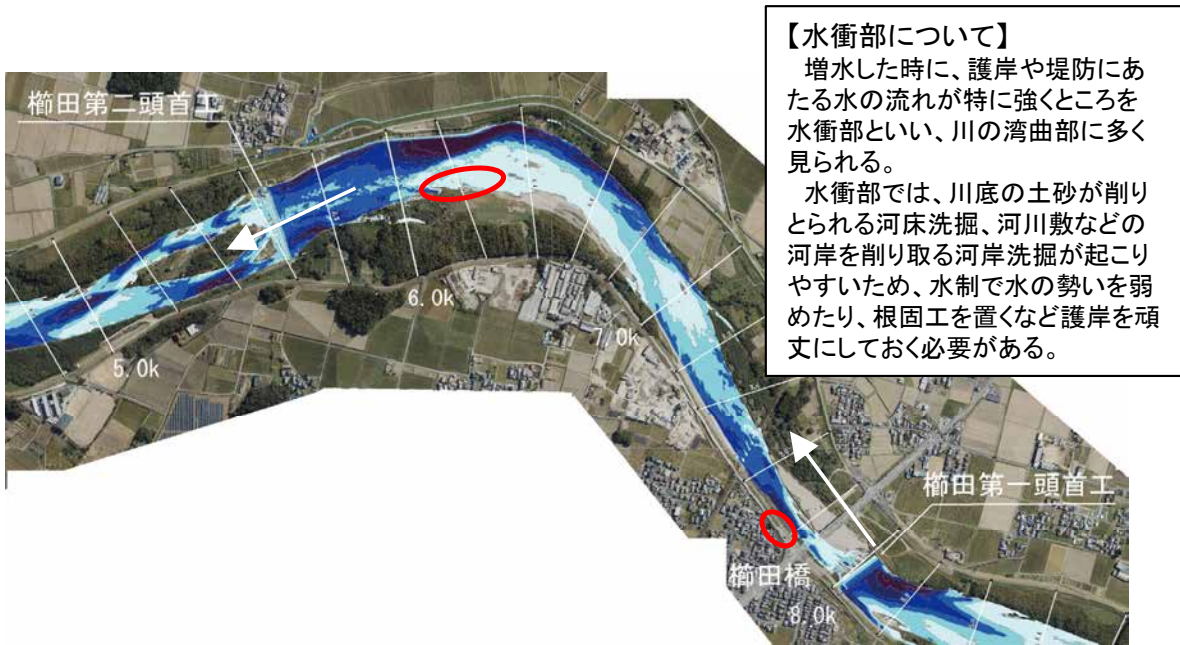 【水衝部について】
増水した時に、護岸や堤防にあ
たる水の流れが特に強くところを
水衝部といい、川の湾曲部に多く
見られる。
水衝部では、川底の土砂が削り
とられる河床洗掘、河川敷などの
河岸を削り取る河岸洗掘が起こり
やすいため、水制で水の勢いを弱
めたり、根固工を置くなど護岸を頑
丈にしておく必要がある。
櫛田第二頭首工
6.0k
7.0k
5.0k
櫛田第一頭首工
櫛田橋
8.0k